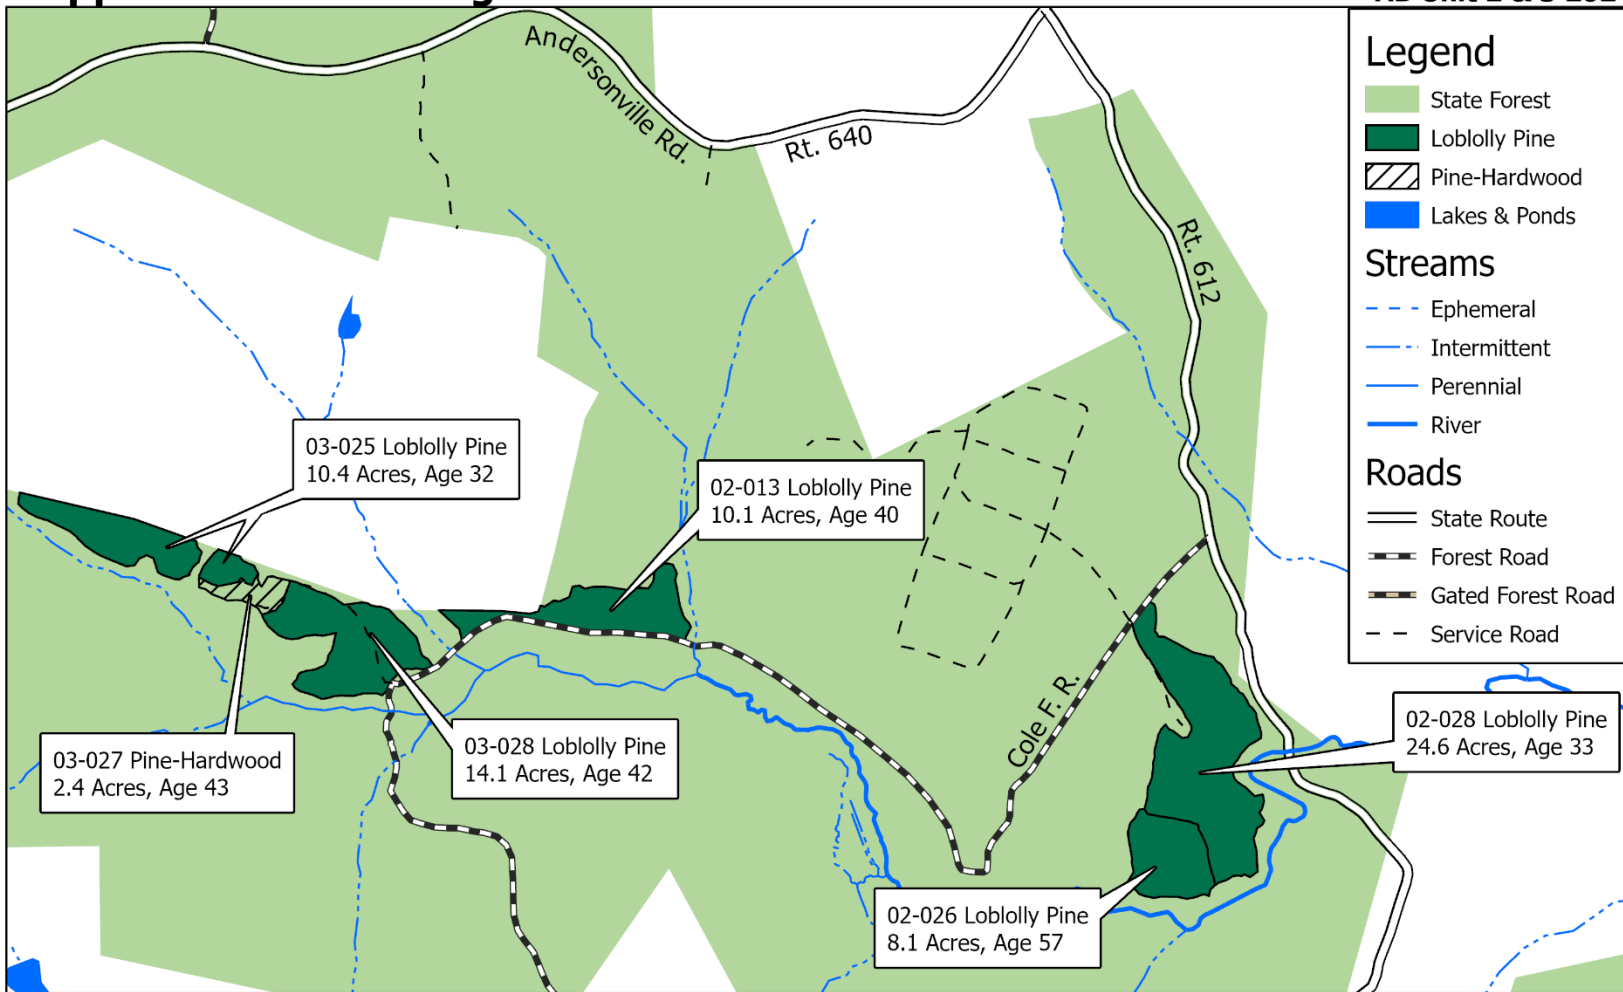 Andersonville Rd.
Rt. 640
Rt. 612
Legend
State Forest
Loblolly Pine
Pine-Hardwood
Lakes & Ponds
Streams
Ephemeral
Intermittent
Perennial
River
Roads
State Route
Forest Road
Gated Forest Road
Service Road
03-025 Loblolly Pine
10.4 Acres, Age 32
02-013 Loblolly Pine
10.1 Acres, Age 40
Cole F. R.
03-027 Pine-Hardwood
2.4 Acres, Age 43
03-028 Loblolly Pine
14.1 Acres, Age 42
02-028 Loblolly Pine
24.6 Acres, Age 33
02-026 Loblolly Pine
8.1 Acres, Age 57